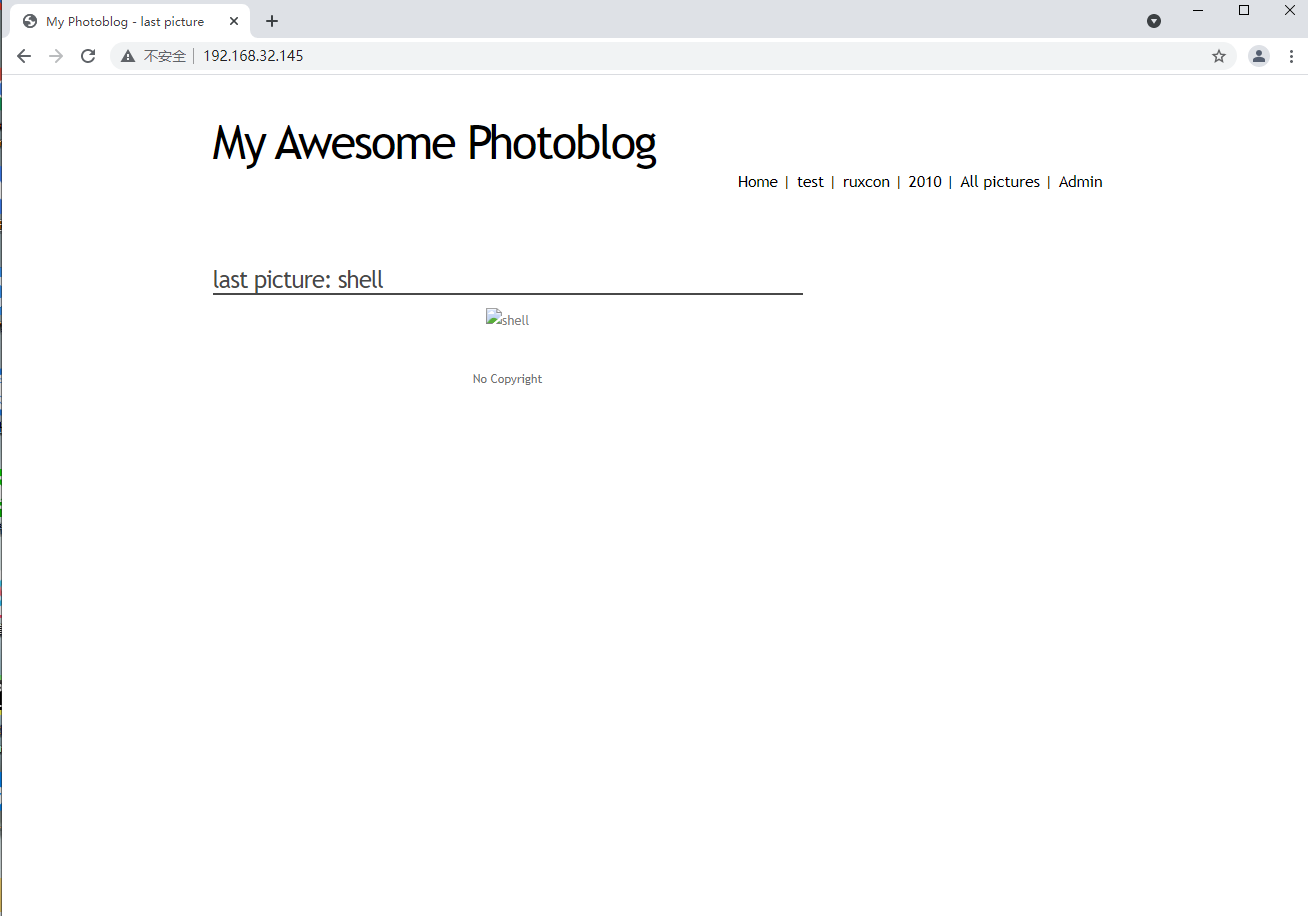 My Photoblog - last picture
不安全 192.168.32.145
My Awesome Photoblog
Home | test | ruxcon | 2010 | All pictures | Admin
last picture: shell
shell
No Copyright